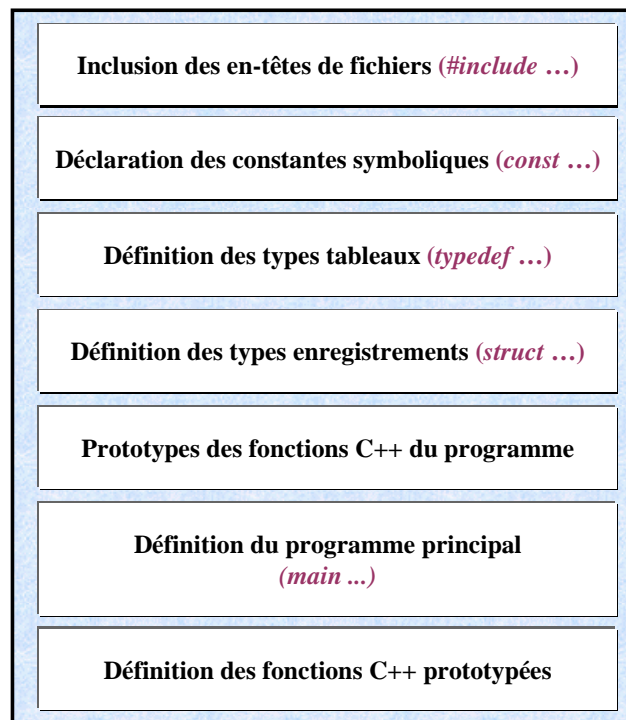 Inclusion des en-têtes de fichiers (#include …)
Déclaration des constantes symboliques (const …)
Définition des types tableaux (typedef …)
Définition des types enregistrements (struct …)
Prototypes des fonctions C++ du programme
Définition du programme principal
(main ...)
Définition des fonctions C++ prototypées